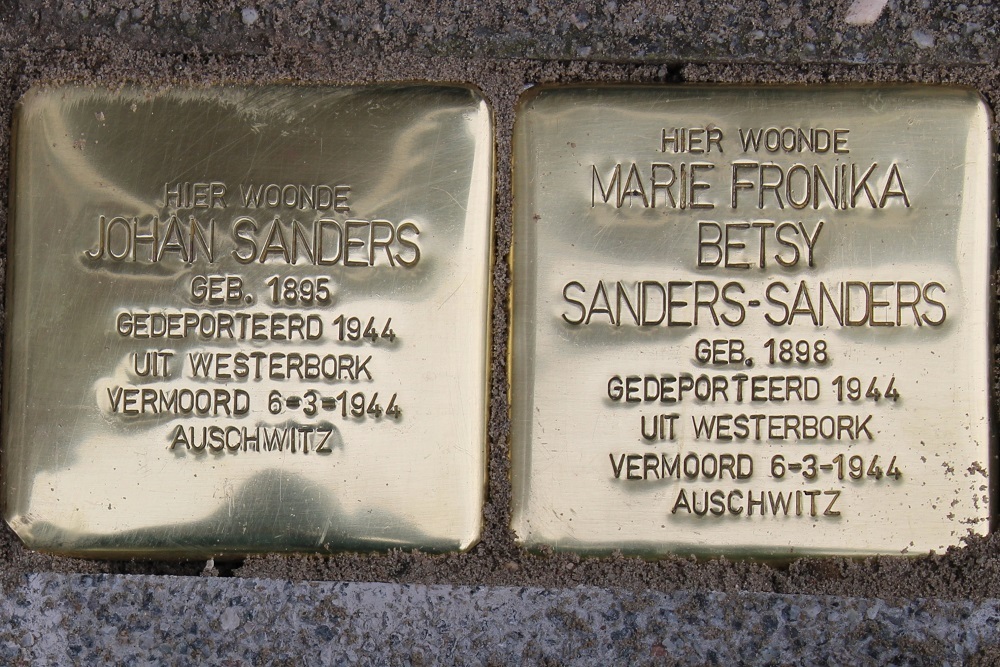 HIER WOONDE
JOHAN SANDERS
GEB. 1895
GEDEPORTEERD 1944
UIT WESTERBORK
VERMOORD 6-3-1944
AUSCHWITZ
HIER WOONDE
MARIE FRONIKA
BETSY
SANDERS-SANDERS
GEB. 1898
GEDEPORTEERD 1944
UIT WESTERBORK
VERMOORD 6-3-1944
AUSCHWITZ